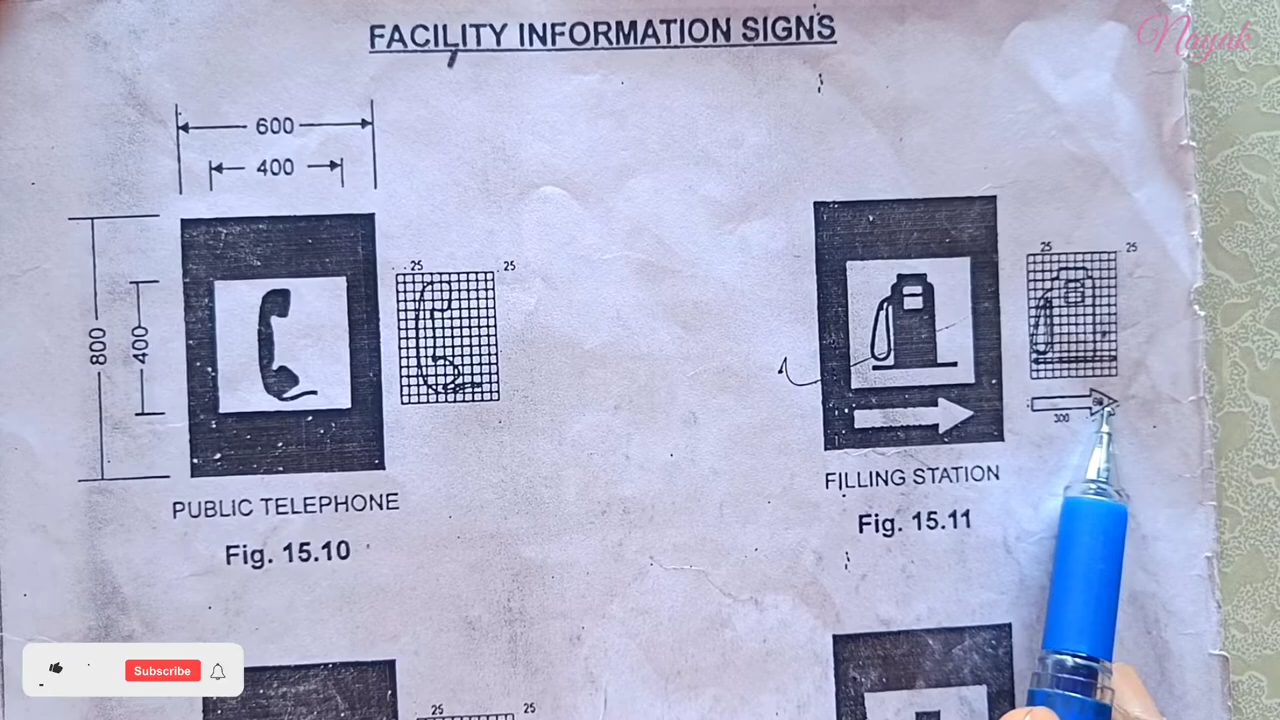 FACILITY INFORMATION SIGNS
Nayak
600
400
800
400
25
25
25
25
300
PUBLIC TELEPHONE
Fig. 15.10
FILLING STATION
Fig. 15.11
Subscribe
25
25